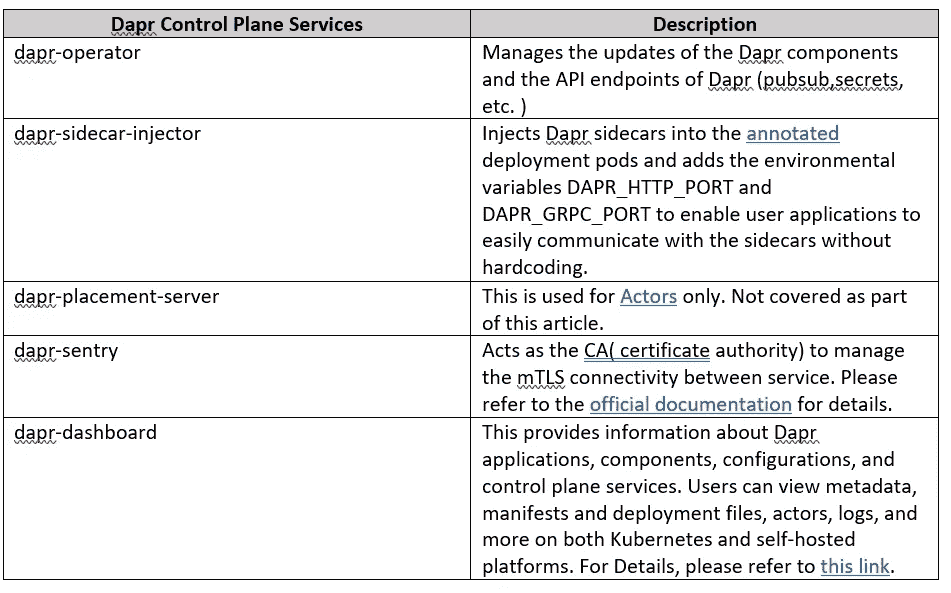 Dapr Control Plane Services
Description
dapr-operator
Manages the updates of the Dapr components
and the API endpoints of Dapr (pubsub,secrets,
etc. )
dapr-sidecar-injector
Injects Dapr sidecars into the annotated
deployment pods and adds the environmental
variables DAPR_HTTP_PORT and
DAPR_GRPC_PORT to enable user applications to
easily communicate with the sidecars without
hardcoding.
dapr-placement-server
This is used for Actors only. Not covered as part
of this article.
dapr-sentry
Acts as the CA( certificate authority) to manage
the mTLS connectivity between service. Please
refer to the official documentation for details.
dapr-dashboard
This provides information about Dapr
applications, components, configurations, and
control plane services. Users can view metadata,
manifests and deployment files, actors, logs, and
more on both Kubernetes and self-hosted
platforms. For Details, please refer to this link.